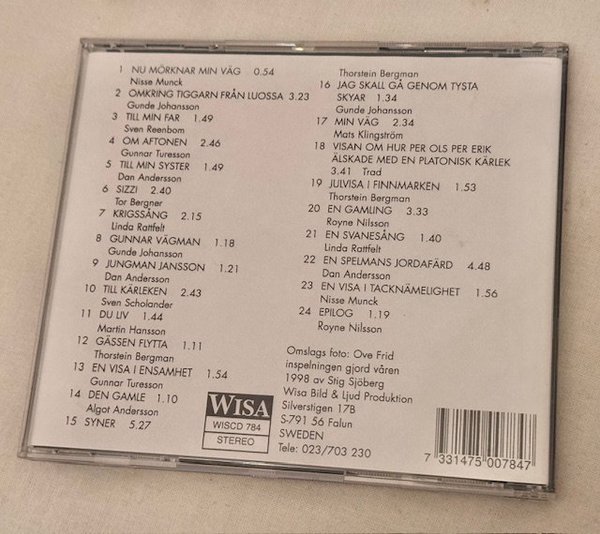 1 NU MÖRKNAR MIN VÄG 0.54
Nisse Munck
2 OMKRING TIGGARN FRÅN LUOSSA 3.23
Gunde Johansson
3 TILL MIN FAR 1.49
Sven Reenbom
4 OM AFTONEN 2.46
Gunnar Turesson
5 TILL MIN SYSTER 1.49
Dan Andersson
6 SIZZI 2.40
Tor Bergner
7 KRIGSSÅNG 2.15
Linda Rattfelt
8 GUNNAR VÄGMAN 1.18
Gunde Johansson
9 JUNGMAN JANSSON 1.21
Dan Andersson
10 TILL KÄRLEKEN 2.43
Sven Scholander
11 DU LIV 1.44
Martin Hansson
12 GÄSSEN FLYTTA 1.11
Thorstein Bergman
13 EN VISA I ENSAMHET 1.54
Gunnar Turesson
14 DEN GAMLE 1.10
Algot Andersson
15 SYNER 5.27
Thorstein Bergman
16 JAG SKALL GÅ GENOM TYSTA
SKYAR 1.34
Gunde Johansson
17 MIN VÄG 2.34
Mats Klingström
18 VISAN OM HUR PER OLS PER ERIK
ÄLSKADE MED EN PLATONISK KÄRLEK
3.41 Trad
19 JULVISA I FINNMARKEN 1.53
Thorstein Bergman
20 EN GAMLING 3.33
Royne Nilsson
21 EN SVANESÅNG 1.40
Linda Rattfelt
22 EN SPELMANS JORDAFÄRD 4.48
Dan Andersson
23 EN VISA I TACKNÄMELIGHET 1.56
Nisse Munck
24 EPILOG 1.19
Royne Nilsson
Omslags foto: Ove Frid
inspelningen gjord våren
1998 av Stig Sjöberg
Wisa Bild & Ljud Produktion
Silverstigen 17B
S-791 56 Falun
SWEDEN
Tele: 023/703 230
WISA
WISCD 784
STEREO
7 331475 007847